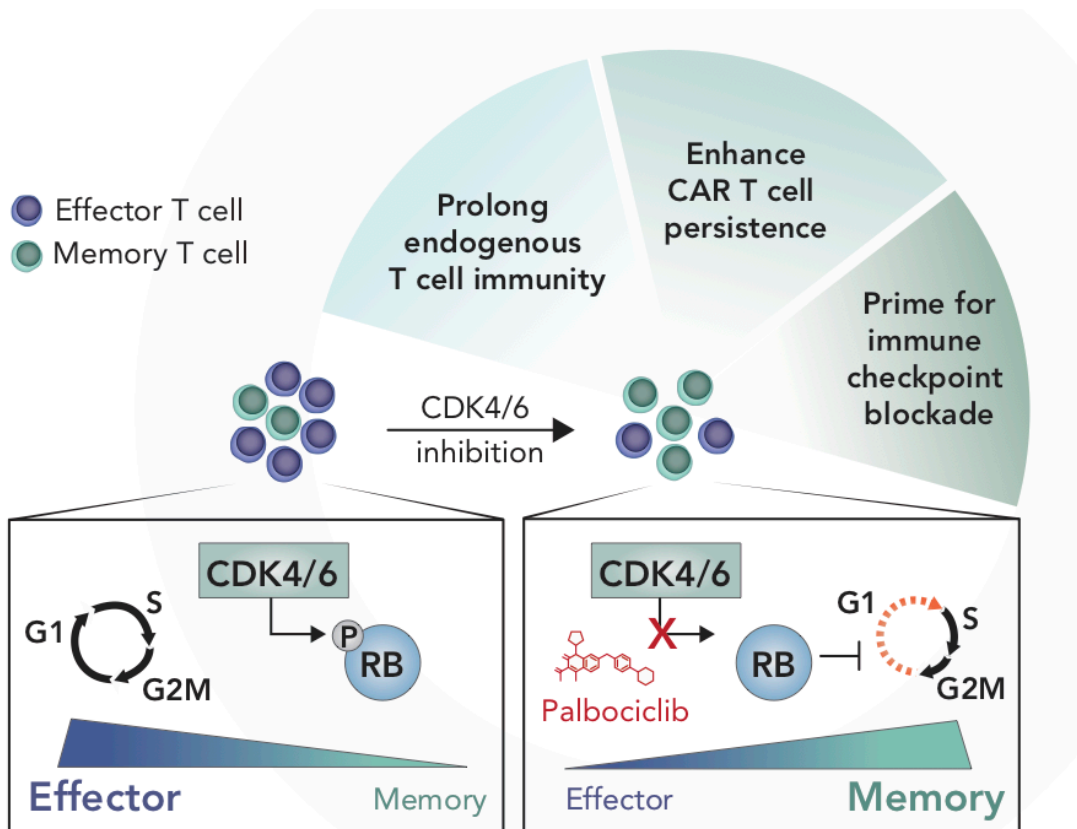 Effector T cell
Memory T cell
Prolong
endogenous
T cell immunity
Enhance
CAR T cell
persistence
Prime for
immune
checkpoint
blockade
CDK4/6
inhibition
CDK4/6
G1
S
G2M
P
RB
Effector
Memory
CDK4/6
X
Palbociclib
RB
G1
S
G2M
Effector
Memory